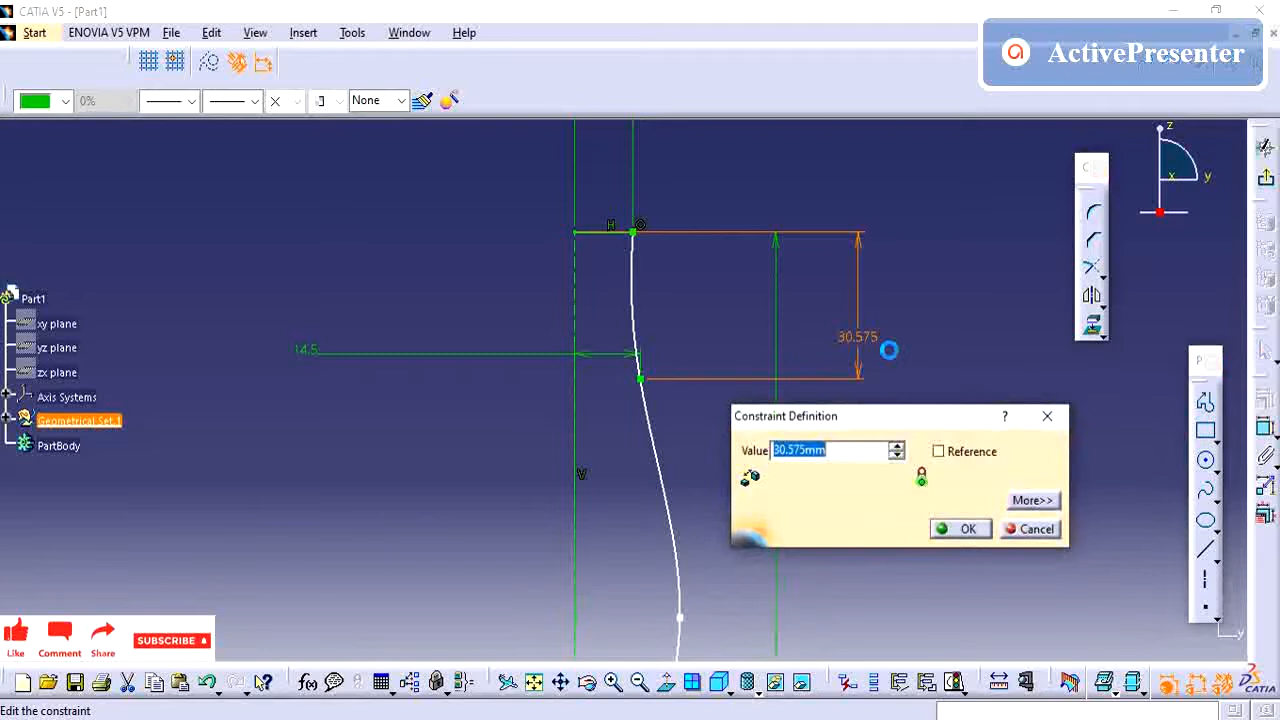 CATIA V5 - [Part1]
Start ENOVIA V5 VPM File Edit View Insert Tools Window Help
ActivePresenter
0% None
z
x y
C
H
30.575
14.5
Part1
xy plane
yz plane
zx plane
Axis Systems
Geometrical Set.1
PartBody
P
Constraint Definition ?
Value 30.575mm Reference
More>>
OK Cancel
V
Like Comment Share SUBSCRIBE
y
f(x)
CATIA
Edit the constraint